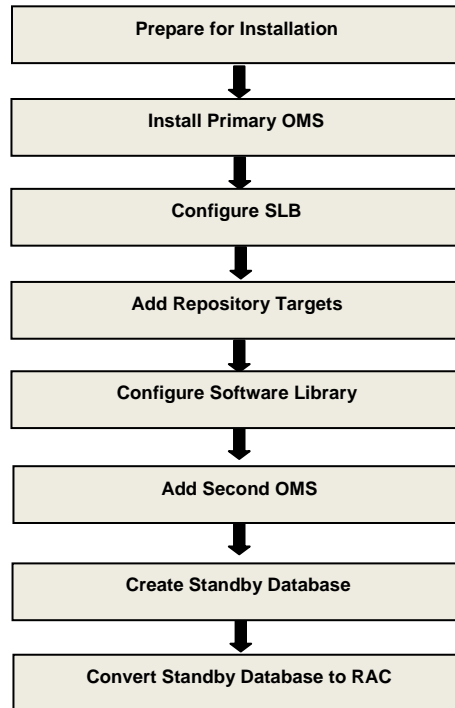 Prepare for Installation
Install Primary OMS
Configure SLB
Add Repository Targets
Configure Software Library
Add Second OMS
Create Standby Database
Convert Standby Database to RAC